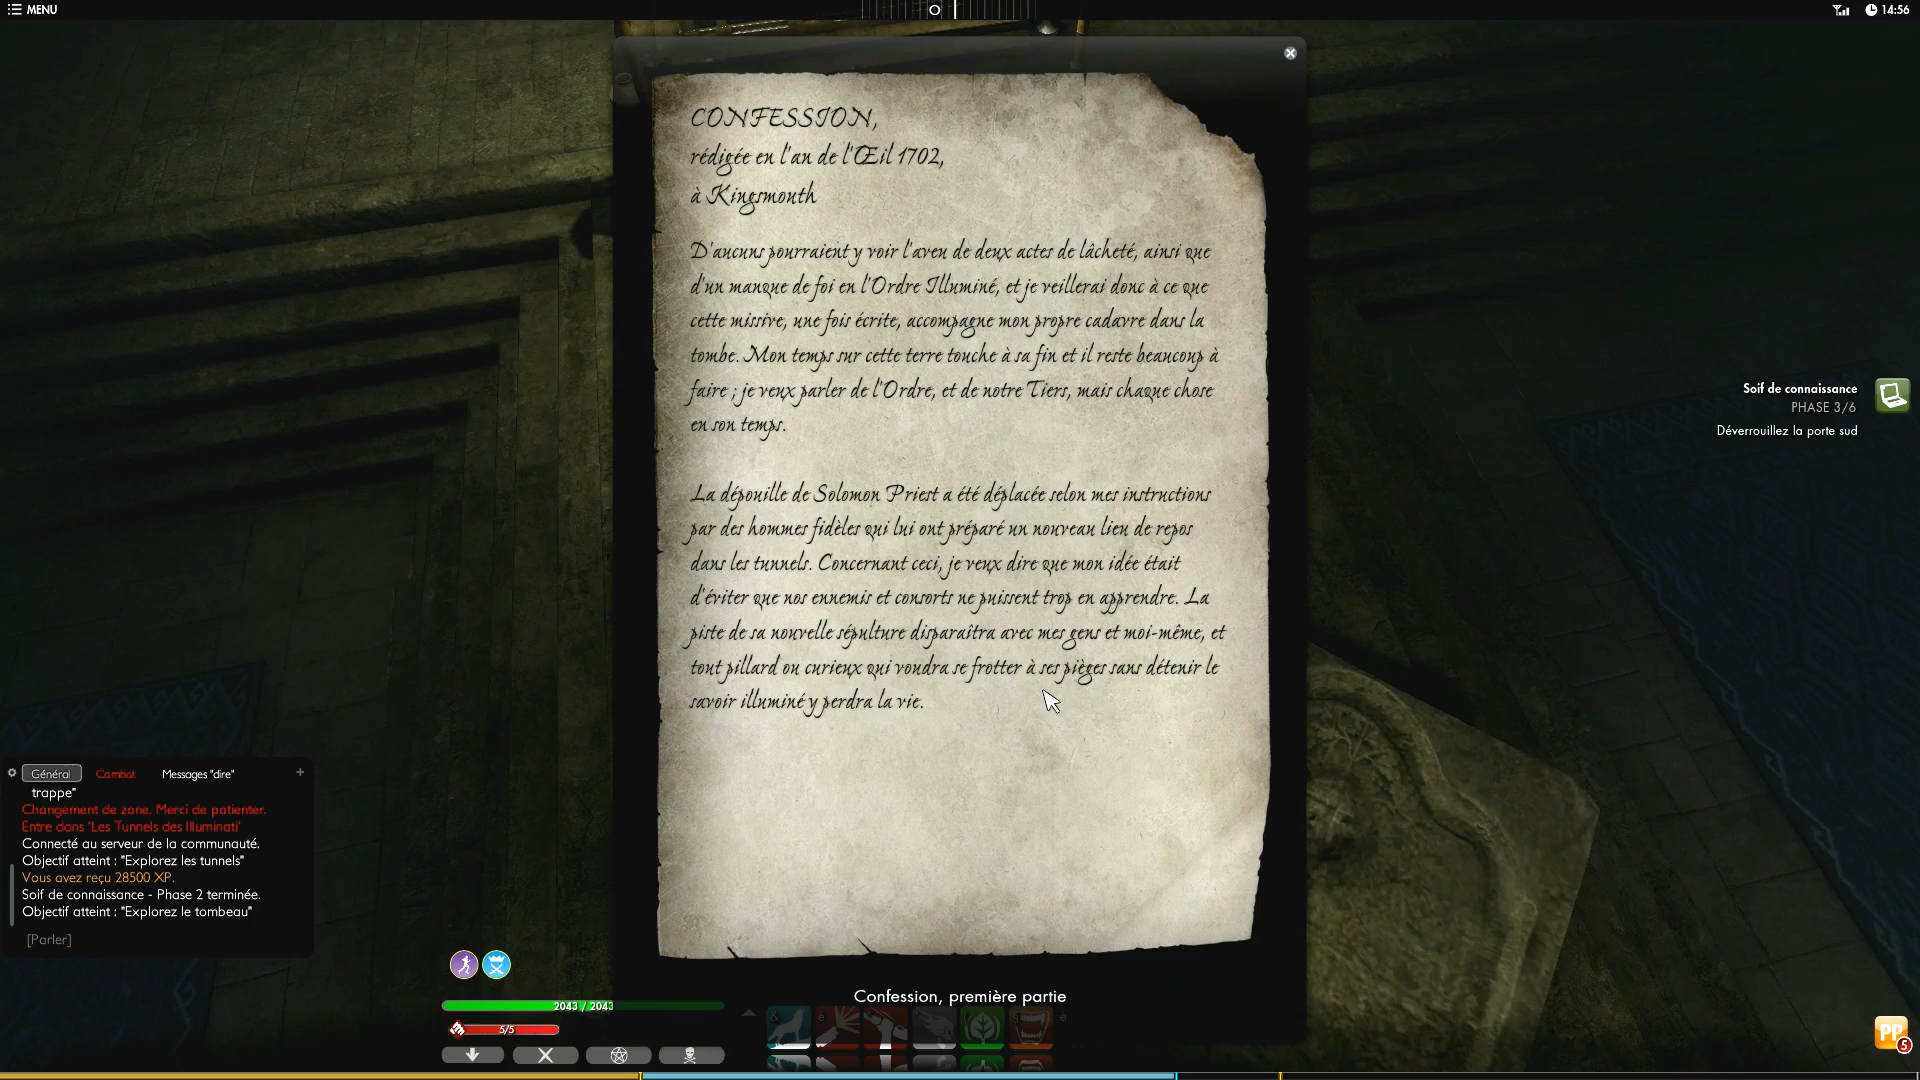 MENU
14:56
CONFESSION,
rédigée en l'an de l'Œil 1702,
à Kingsmouth
D'aucuns pourraient y voir l'aveu de deux actes de lâcheté, ainsi que
d'un manque de foi en l'Ordre Illuminé, et je veillerai donc à ce que
cette missive, une fois écrite, accompagne mon propre cadavre dans la
tombe. Mon temps sur cette terre touche à sa fin et il reste beaucoup à
faire ; je veux parler de l'Ordre, et de notre Tiers, mais chaque chose
en son temps.
La dépouille de Solomon Priest a été déplacée selon mes instructions
par des hommes fidèles qui lui ont préparé un nouveau lieu de repos
dans les tunnels. Concernant ceci, je veux dire que mon idée était
d'éviter que nos ennemis et consorts ne puissent trop en apprendre. La
piste de sa nouvelle sépulture disparaîtra avec mes gens et moi-même, et
tout pillard ou curieux qui voudra se frotter à ses pièges sans détenir le
savoir illuminé y perdra la vie.
Confession, première partie
Soif de connaissance
PHASE 3/6
Déverrouillez la porte sud
Général Combat Messages "dire"
trappe"
Changement de zone. Merci de patienter.
Entre dans 'Les Tunnels des Illuminati'
Connecté au serveur de la communauté.
Objectif atteint : "Explorez les tunnels"
Vous avez reçu 28500 XP.
Soif de connaissance - Phase 2 terminée.
Objectif atteint : "Explorez le tombeau"
[Parler]
2043 / 2043
5/5
PP
5